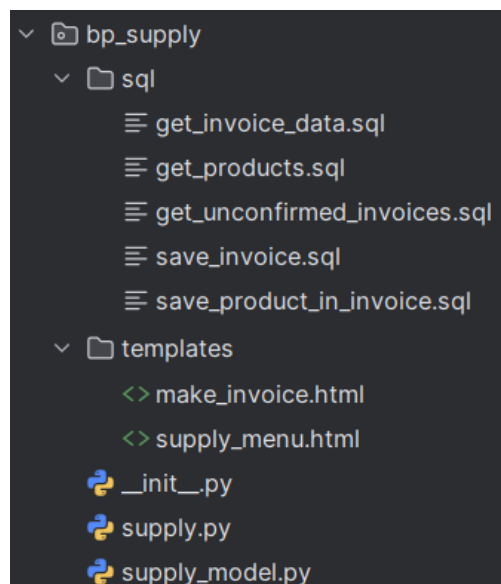 bp_supply
sql
get_invoice_data.sql
get_products.sql
get_unconfirmed_invoices.sql
save_invoice.sql
save_product_in_invoice.sql
templates
make_invoice.html
supply_menu.html
__init__.py
supply.py
supply_model.py